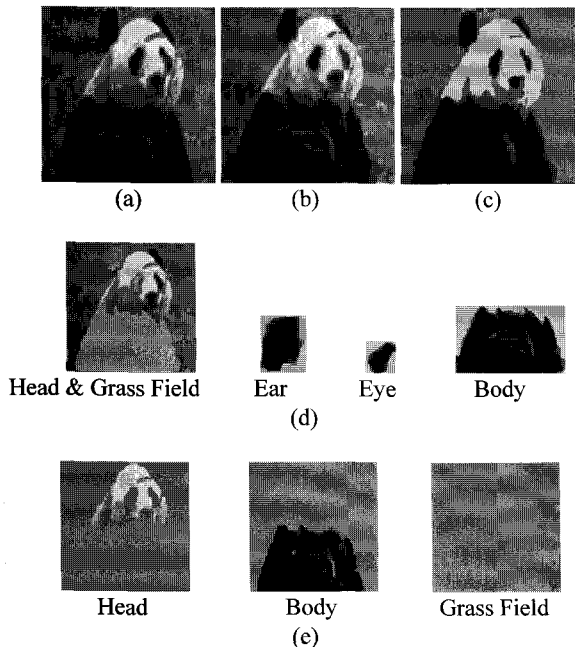 (a) (b) (c)
Head & Grass Field Ear Eye Body
(d)
Head Body Grass Field
(e)